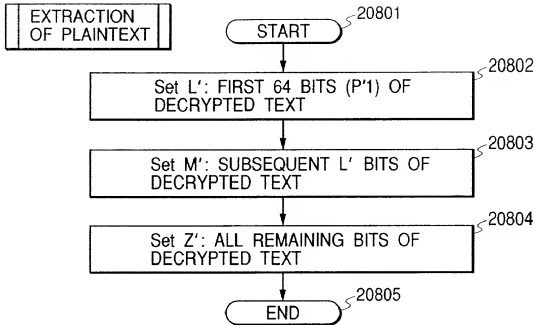 EXTRACTION
OF PLAINTEXT
START
20801
20802
Set L': FIRST 64 BITS (P'1) OF
DECRYPTED TEXT
20803
Set M': SUBSEQUENT L' BITS OF
DECRYPTED TEXT
20804
Set Z': ALL REMAINING BITS OF
DECRYPTED TEXT
END
20805